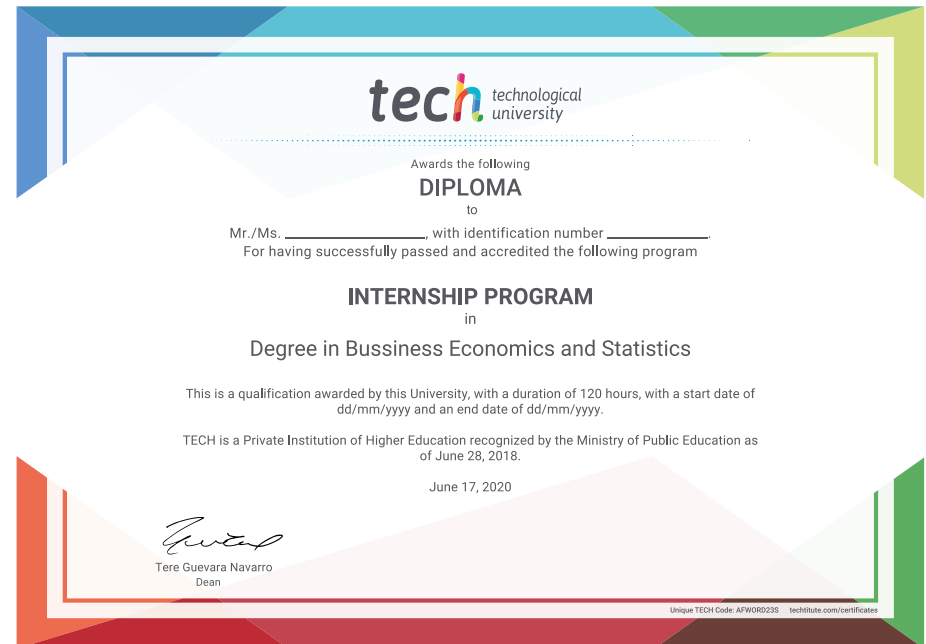 tech technological
university
Awards the following
DIPLOMA
to
Mr./Ms. ____________________, with identification number ______________.
For having successfully passed and accredited the following program
INTERNSHIP PROGRAM
in
Degree in Bussiness Economics and Statistics
This is a qualification awarded by this University, with a duration of 120 hours, with a start date of
dd/mm/yyyy and an end date of dd/mm/yyyy.
TECH is a Private Institution of Higher Education recognized by the Ministry of Public Education as
of June 28, 2018.
June 17, 2020
Tere Guevara Navarro
Dean
Unique TECH Code: AFWORD23S techtitute.com/certificates